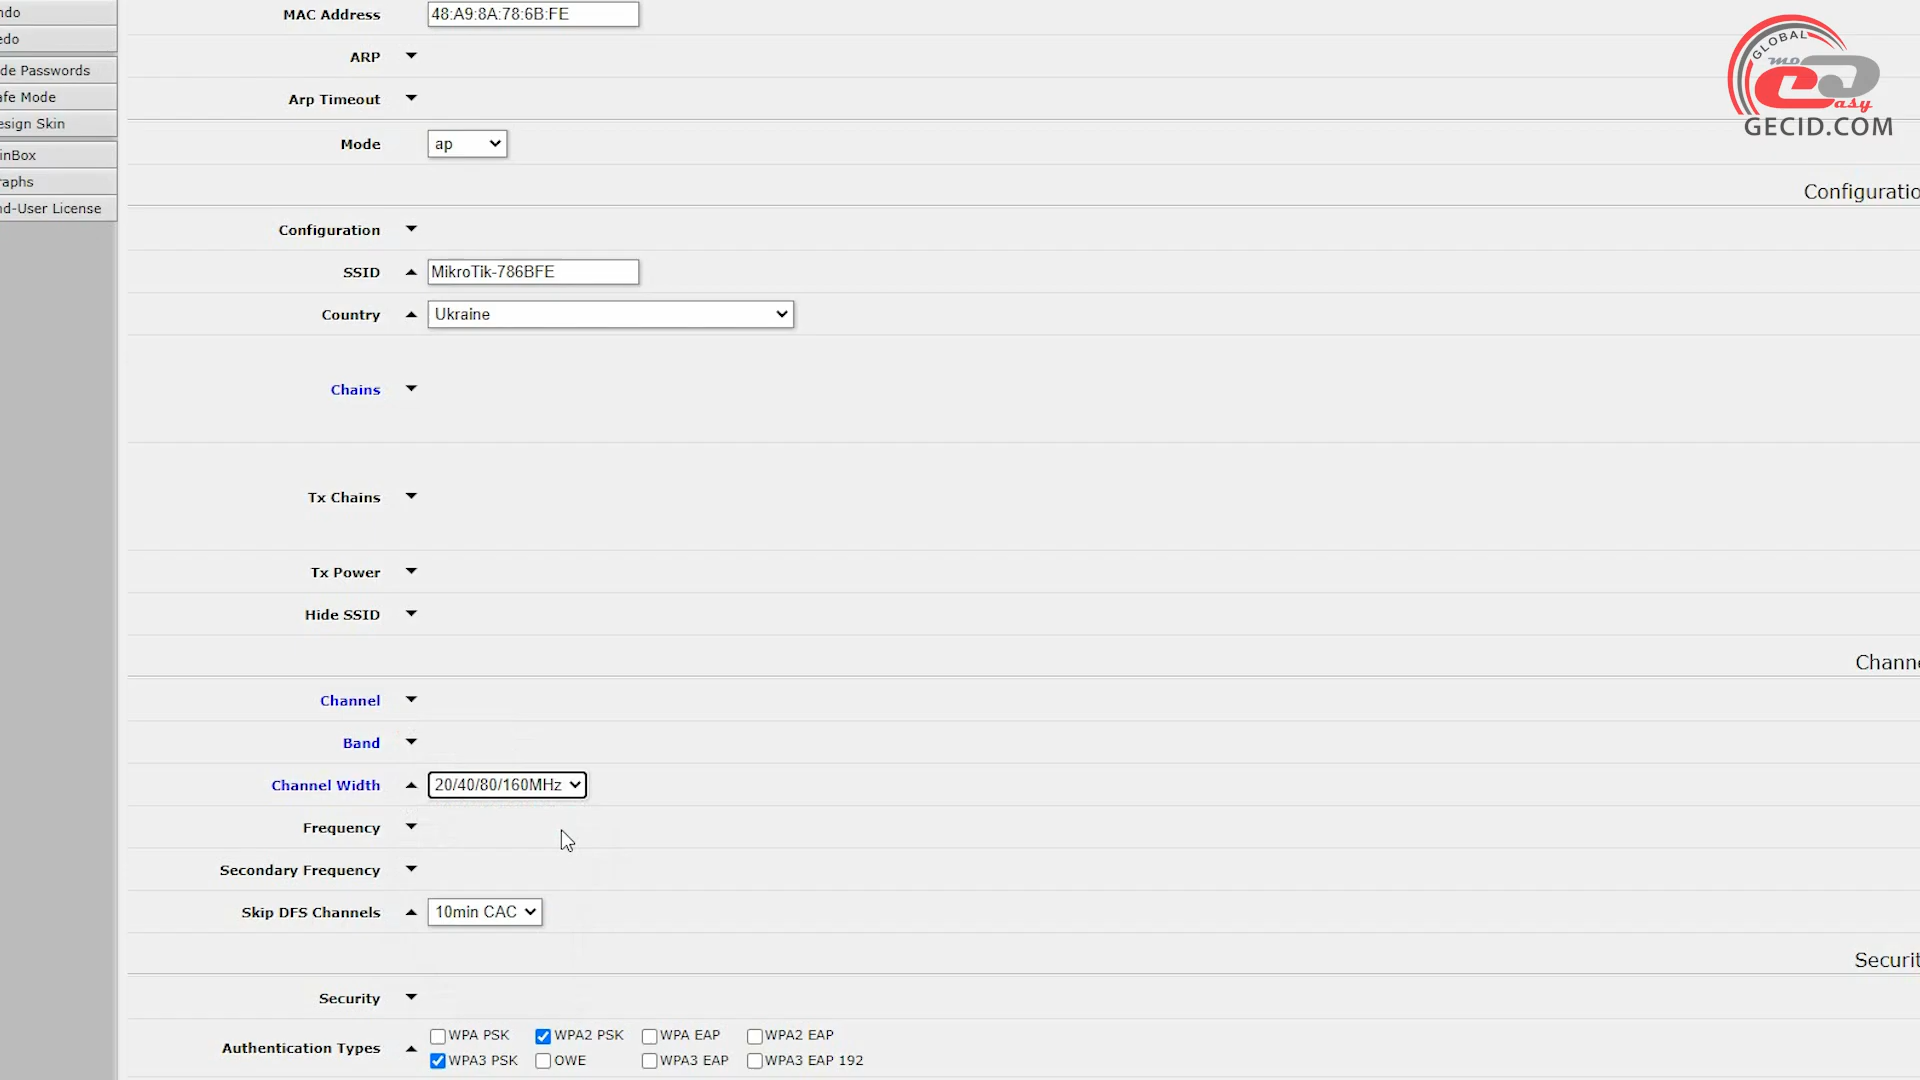 ndo
edo
de Passwords
afe Mode
esign Skin
inBox
raphs
nd-User License
MAC Address 48:A9:8A:78:6B:FE
ARP
Arp Timeout
Mode ap
Configuratio
Configuration
SSID MikroTik-786BFE
Country Ukraine
Chains
Tx Chains
Tx Power
Hide SSID
Channe
Channel
Band
Channel Width 20/40/80/160MHz
Frequency
Secondary Frequency
Skip DFS Channels 10min CAC
Securit
Security
Authentication Types
WPA PSK WPA2 PSK WPA EAP WPA2 EAP
WPA3 PSK OWE WPA3 EAP WPA3 EAP 192
GLOBAL
mo
asy
GECID.COM